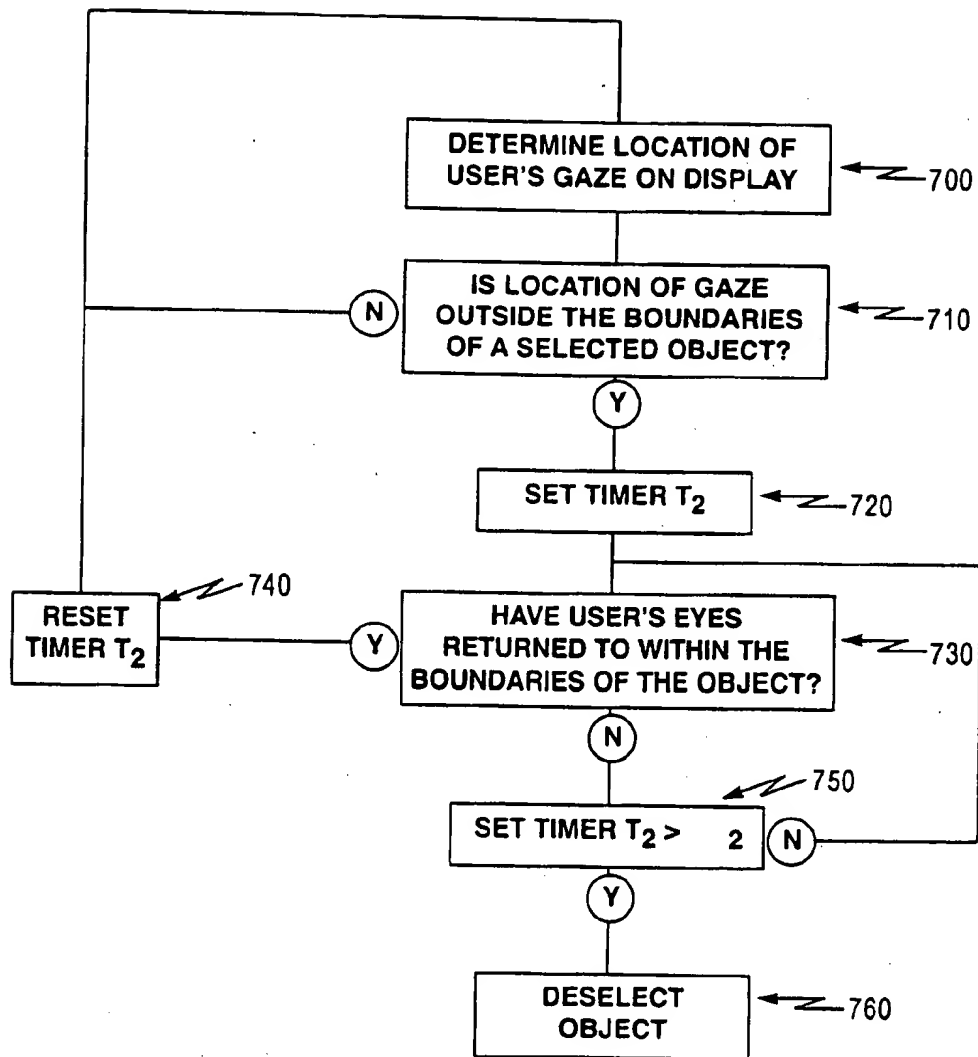 DETERMINE LOCATION OF
USER'S GAZE ON DISPLAY
700
IS LOCATION OF GAZE
OUTSIDE THE BOUNDARIES
OF A SELECTED OBJECT?
710
N
Y
SET TIMER T2
720
740
RESET
TIMER T2
Y
HAVE USER'S EYES
RETURNED TO WITHIN THE
BOUNDARIES OF THE OBJECT?
730
N
750
SET TIMER T2 > 2
N
Y
DESELECT
OBJECT
760